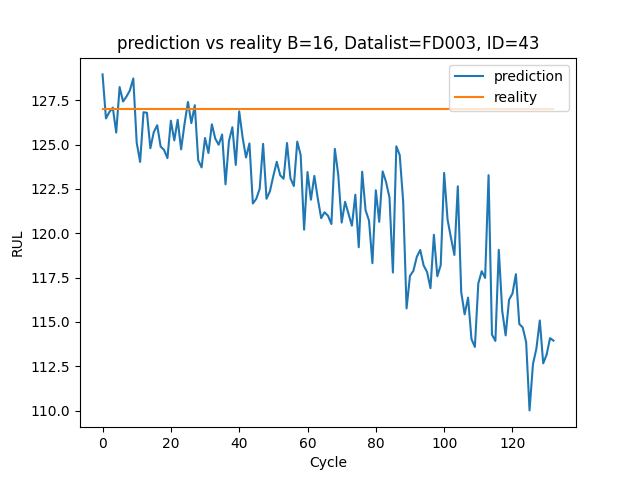 prediction vs reality B=16, Datalist=FD003, ID=43
prediction
reality
127.5
125.0
122.5
120.0
117.5
115.0
112.5
110.0
RUL
0 20 40 60 80 100 120
Cycle